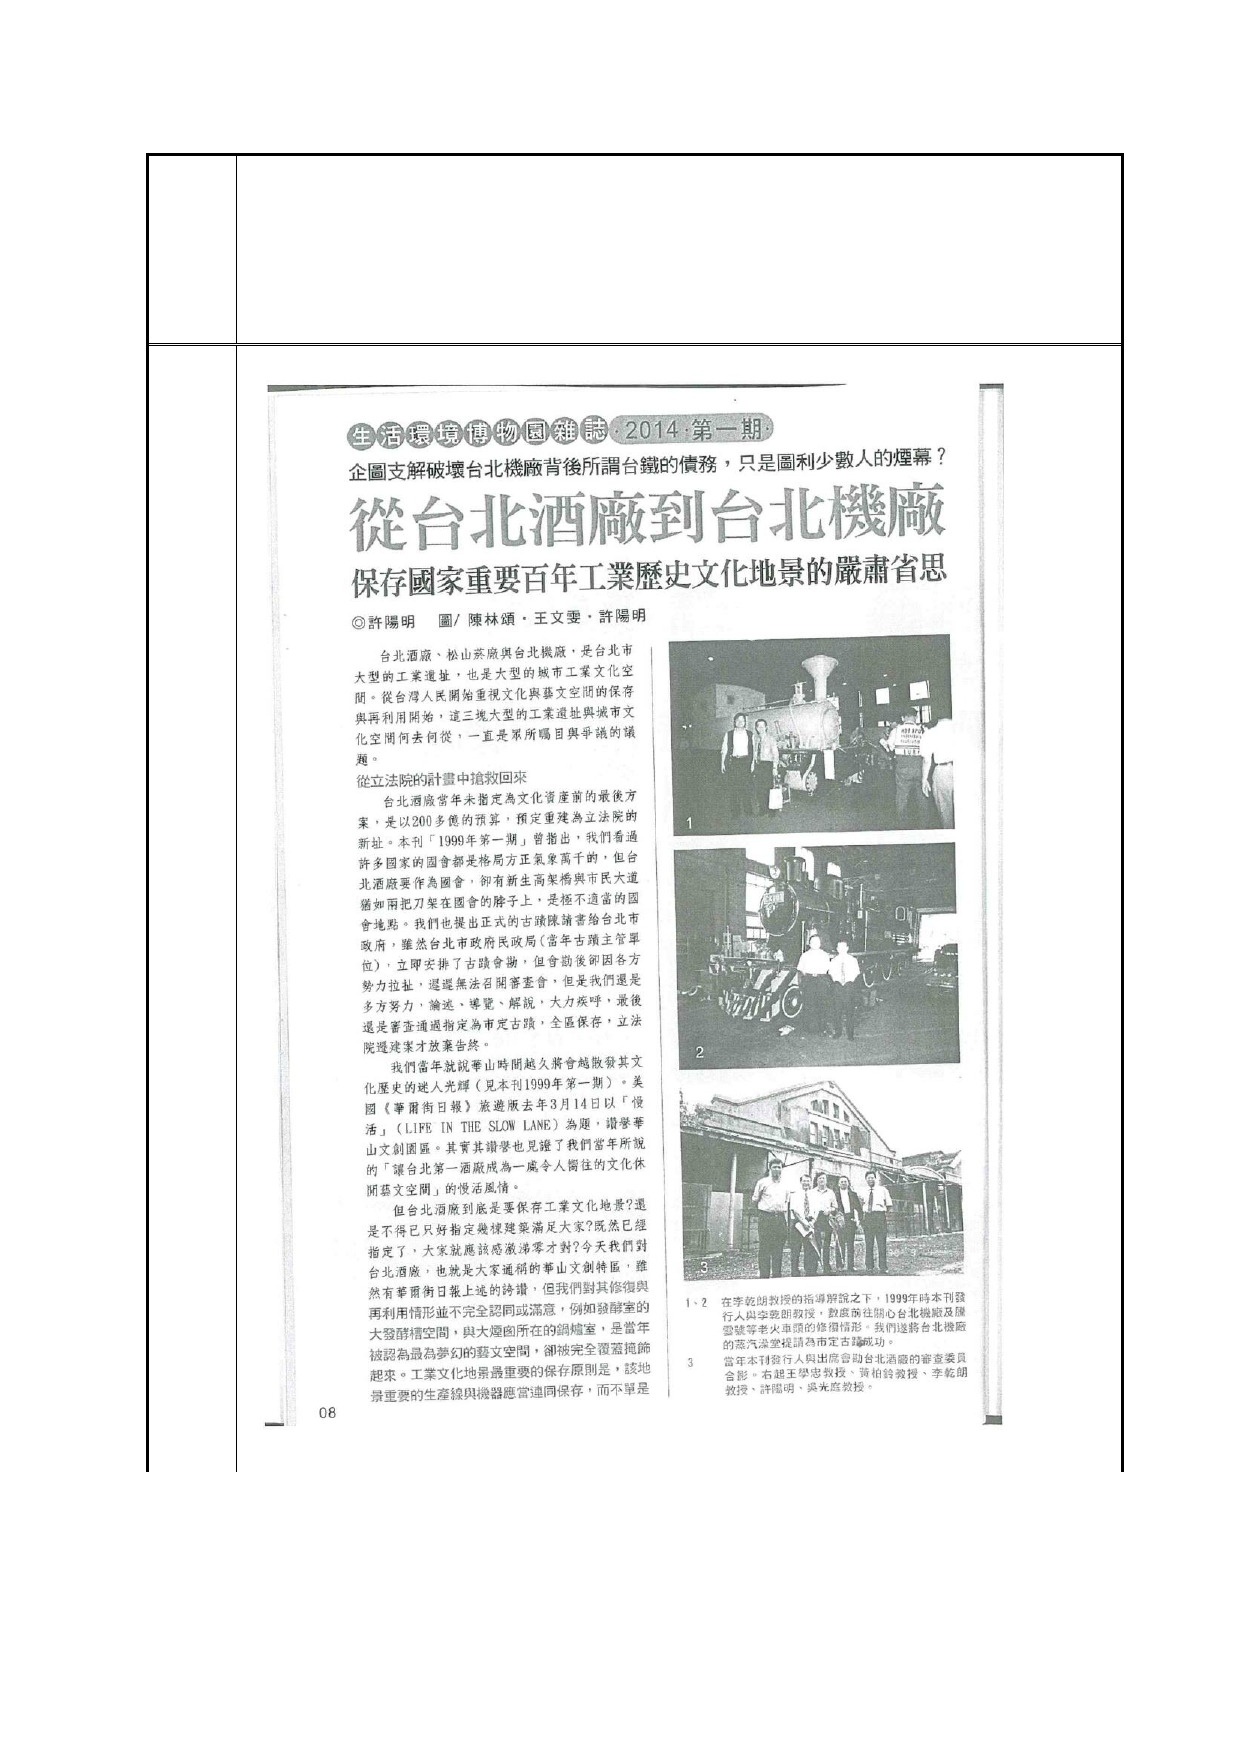 生活環境博物園雜誌·2014·第一期·
企圖支解破壞台北機廠背後所謂台鐵的債務，只是圖利少數人的煙幕？
從台北酒廠到台北機廠
保存國家重要百年工業歷史文化地景的嚴肅省思
◎許陽明　圖/ 陳林頌·王文雯·許陽明
台北酒廠、松山菸廠與台北機廠，是台北市
大型的工業遺址，也是大型的城市工業文化空
間。從台灣人民開始重視文化與藝文空間的保存
與再利用開始，這三塊大型的工業遺址與城市文
化空間何去何從，一直是眾所矚目與爭議的議
題。
從立法院的計畫中搶救回來
台北酒廠當年未指定為文化資產前的最後方
案，是以200多億的預算，預定重建為立法院的
新址。本刊「1999年第一期」曾指出，我們看過
許多國家的國會都是格局方正氣象萬千的，但台
北酒廠要作為國會，卻有新生高架橋與市民大道
猶如兩把刀架在國會的脖子上，是極不適當的國
會地點。我們也提出正式的古蹟陳請書給台北市
政府，雖然台北市政府民政局(當年古蹟主管單
位)，立即安排了古蹟會勘，但會勘後卻因各方
勢力拉扯，遲遲無法召開審查會，但是我們還是
多方努力，論述、導覽、解說，大力疾呼，最後
還是審查通過指定為市定古蹟，全區保存，立法
院遷建案才放棄告終。
我們當年就說華山時間越久將會越散發其文
化歷史的迷人光輝（見本刊1999年第一期）。美
國《華爾街日報》旅遊版去年3月14日以「慢
活」（LIFE IN THE SLOW LANE）為題，讚譽華
山文創園區。其實其讚譽也見證了我們當年所說
的「讓台北第一酒廠成為一處令人嚮往的文化休
閒藝文空間」的慢活風情。
但台北酒廠到底是要保存工業文化地景?還
是不得已只好指定幾棟建築滿足大家?既然已經
指定了，大家就應該感激涕零才對?今天我們對
台北酒廠，也就是大家通稱的華山文創特區，雖
然有華爾街日報上述的誇讚，但我們對其修復與
再利用情形並不完全認同或滿意，例如發酵室的
大發酵槽空間，與大煙囪所在的鍋爐室，是當年
被認為最為夢幻的藝文空間，卻被完全覆蓋掩飾
起來。工業文化地景最重要的保存原則是，該地
景重要的生產線與機器應當連同保存，而不單是
08
1
2
3
1、2　在李乾朗教授的指導解說之下，1999年時本刊發
行人與李乾朗教授，數度前往關心台北機廠及騰
雲號等老火車頭的修復情形。我們遂將台北機廠
的蒸汽澡堂提請為市定古蹟成功。
3　當年本刊發行人與出席會勘台北酒廠的審查委員
合影。右起王學忠教授、黃柏鈴教授、李乾朗
教授、許陽明、吳光庭教授。